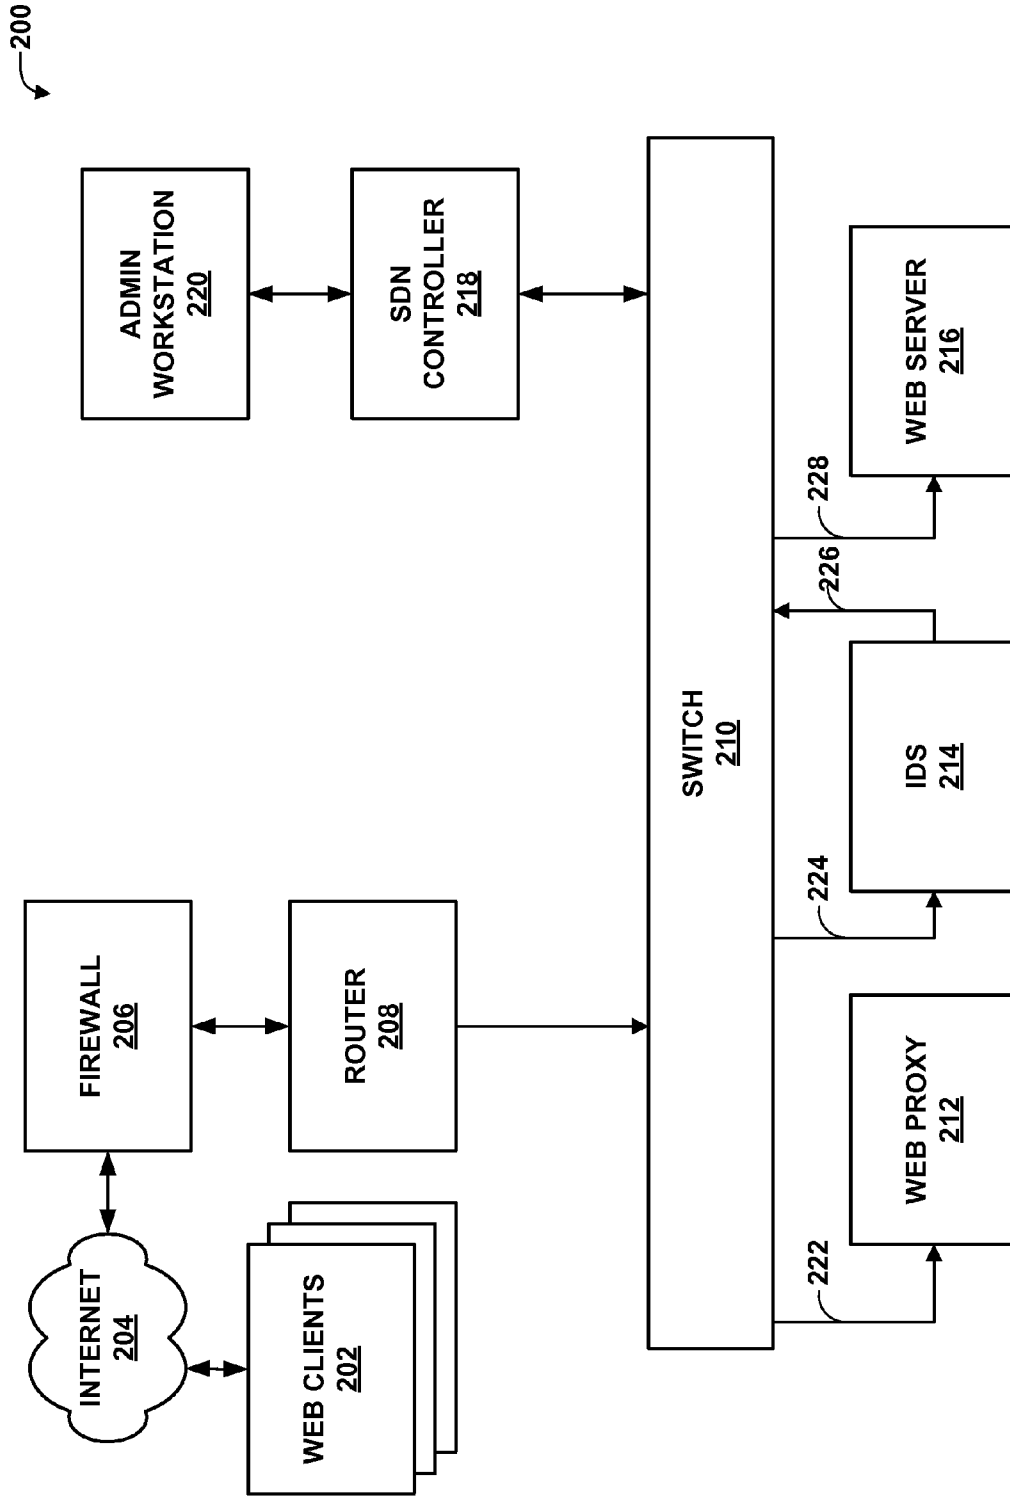 200
INTERNET
204
FIREWALL
206
WEB CLIENTS
202
ROUTER
208
ADMIN
WORKSTATION
220
SDN
CONTROLLER
218
SWITCH
210
222
224
226
228
WEB PROXY
212
IDS
214
WEB SERVER
216